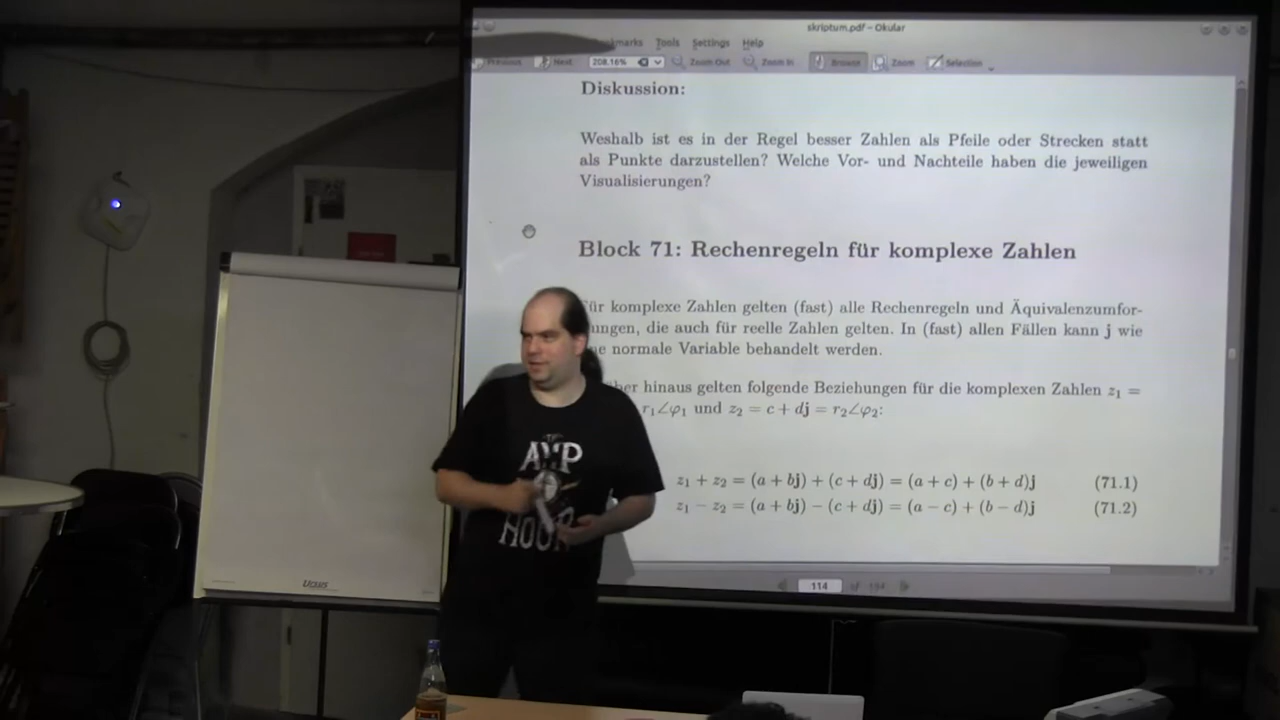 skriptum.pdf – Okular
Tools Settings Help
Previous Next 208.16% Zoom Out Zoom In Browse Zoom Selection
Diskussion:
Weshalb ist es in der Regel besser Zahlen als Pfeile oder Strecken statt
als Punkte darzustellen? Welche Vor- und Nachteile haben die jeweiligen
Visualisierungen?
Block 71: Rechenregeln für komplexe Zahlen
für komplexe Zahlen gelten (fast) alle Rechenregeln und Äquivalenzumfor-
ungen, die auch für reelle Zahlen gelten. In (fast) allen Fällen kann j wie
normale Variable behandelt werden.
hinaus gelten folgende Beziehungen für die komplexen Zahlen z₁ =
r₁∠φ₁ und z₂ = c + dj = r₂∠φ₂:
z₁ + z₂ = (a + bj) + (c + dj) = (a + c) + (b + d)j (71.1)
z₁ − z₂ = (a + bj) − (c + dj) = (a − c) + (b − d)j (71.2)
114 of 194
AMP
HOUR